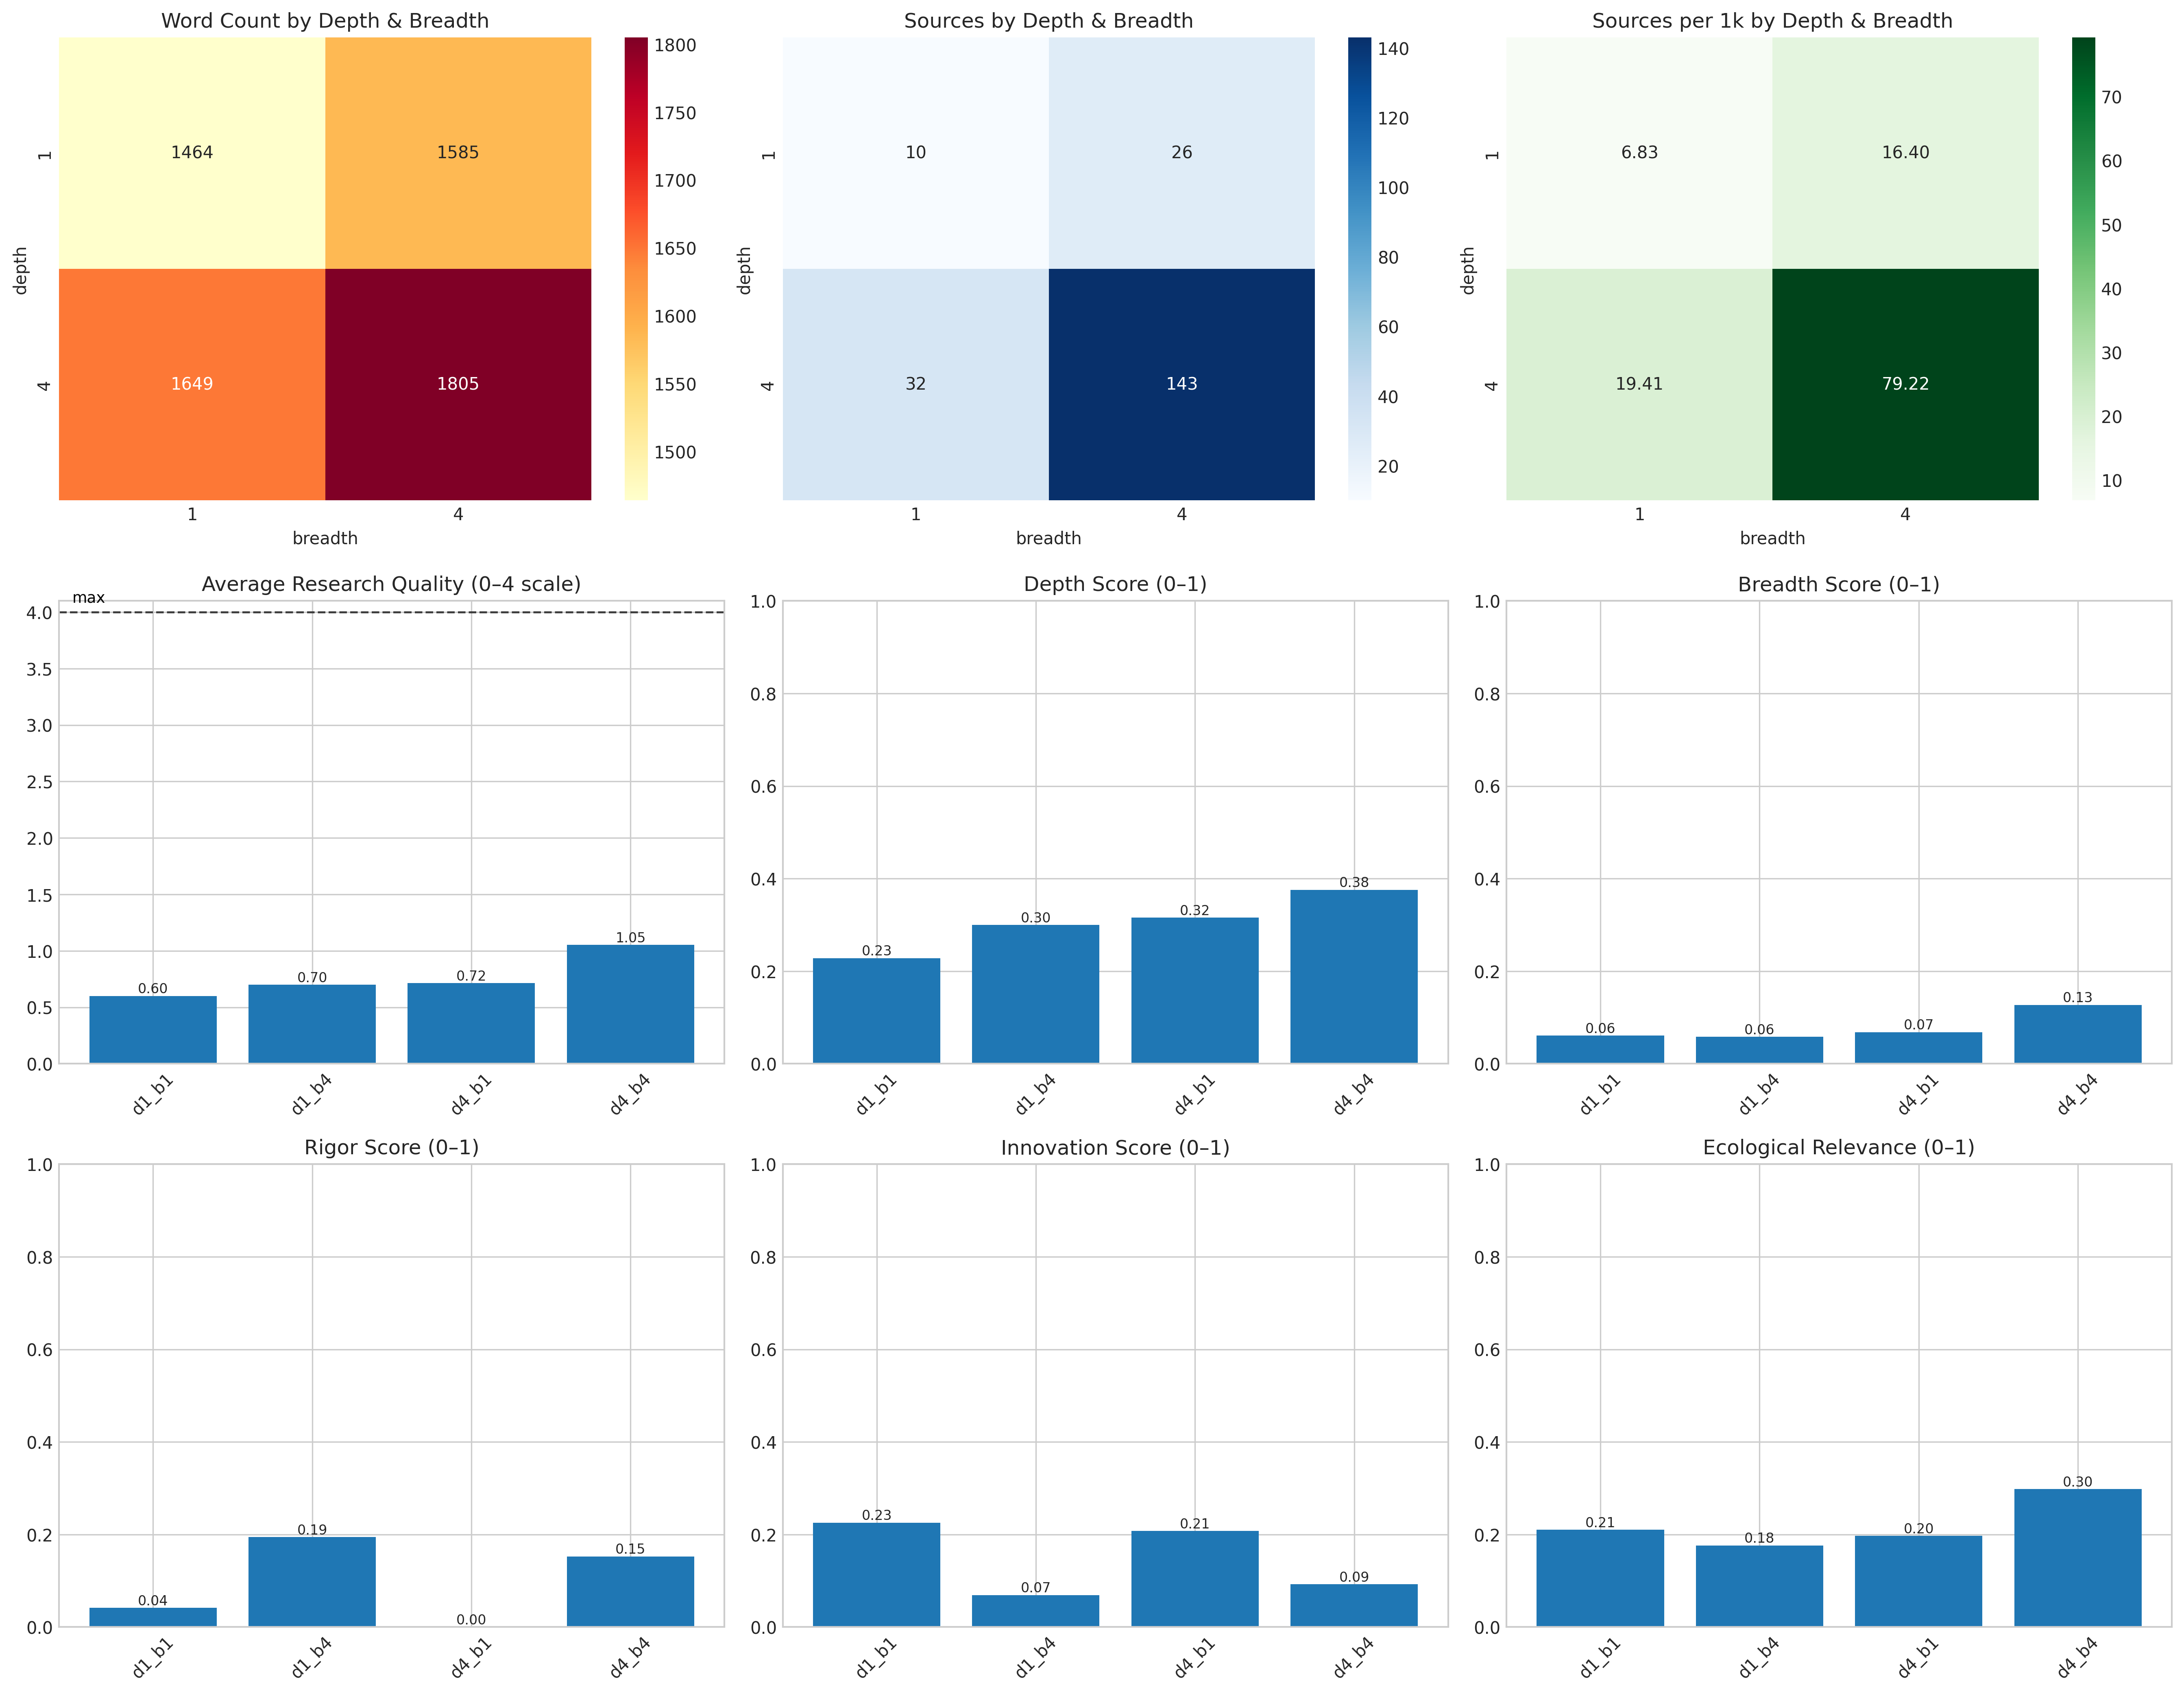 Word Count by Depth & Breadth
1464 1585
1649 1805
1 4
depth
1 4
breadth
1800
1750
1700
1650
1600
1550
1500
Sources by Depth & Breadth
10 26
32 143
1 4
depth
1 4
breadth
140
120
100
80
60
40
20
Sources per 1k by Depth & Breadth
6.83 16.40
19.41 79.22
1 4
depth
1 4
breadth
70
60
50
40
30
20
10
Average Research Quality (0–4 scale)
max
4.0
3.5
3.0
2.5
2.0
1.5
1.0
0.5
0.0
0.60 0.70 0.72 1.05
d1_b1 d1_b4 d4_b1 d4_b4
Depth Score (0–1)
1.0
0.8
0.6
0.4
0.2
0.0
0.23 0.30 0.32 0.38
d1_b1 d1_b4 d4_b1 d4_b4
Breadth Score (0–1)
1.0
0.8
0.6
0.4
0.2
0.0
0.06 0.06 0.07 0.13
d1_b1 d1_b4 d4_b1 d4_b4
Rigor Score (0–1)
1.0
0.8
0.6
0.4
0.2
0.0
0.04 0.19 0.00 0.15
d1_b1 d1_b4 d4_b1 d4_b4
Innovation Score (0–1)
1.0
0.8
0.6
0.4
0.2
0.0
0.23 0.07 0.21 0.09
d1_b1 d1_b4 d4_b1 d4_b4
Ecological Relevance (0–1)
1.0
0.8
0.6
0.4
0.2
0.0
0.21 0.18 0.20 0.30
d1_b1 d1_b4 d4_b1 d4_b4